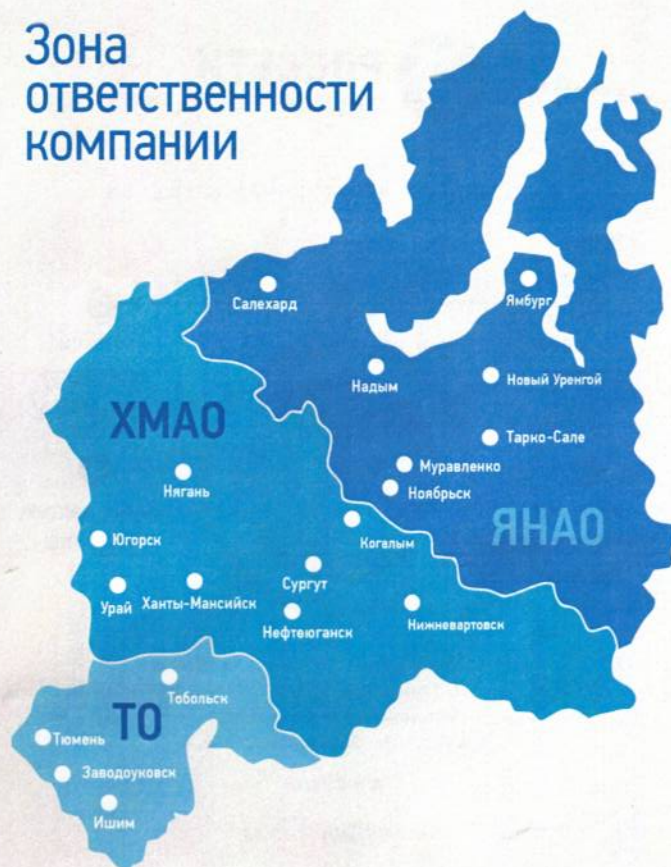 Зона
ответственности
компании
Салехард
Ямбург
Надым
Новый Уренгой
ХМАО
Тарко-Сале
Муравленко
Нягань
Ноябрьск
ЯНАО
Югорск
Когалым
Сургут
Урай
Ханты-Мансийск
Нефтеюганск
Нижневартовск
Тобольск
ТО
Тюмень
Заводоуковск
Ишим